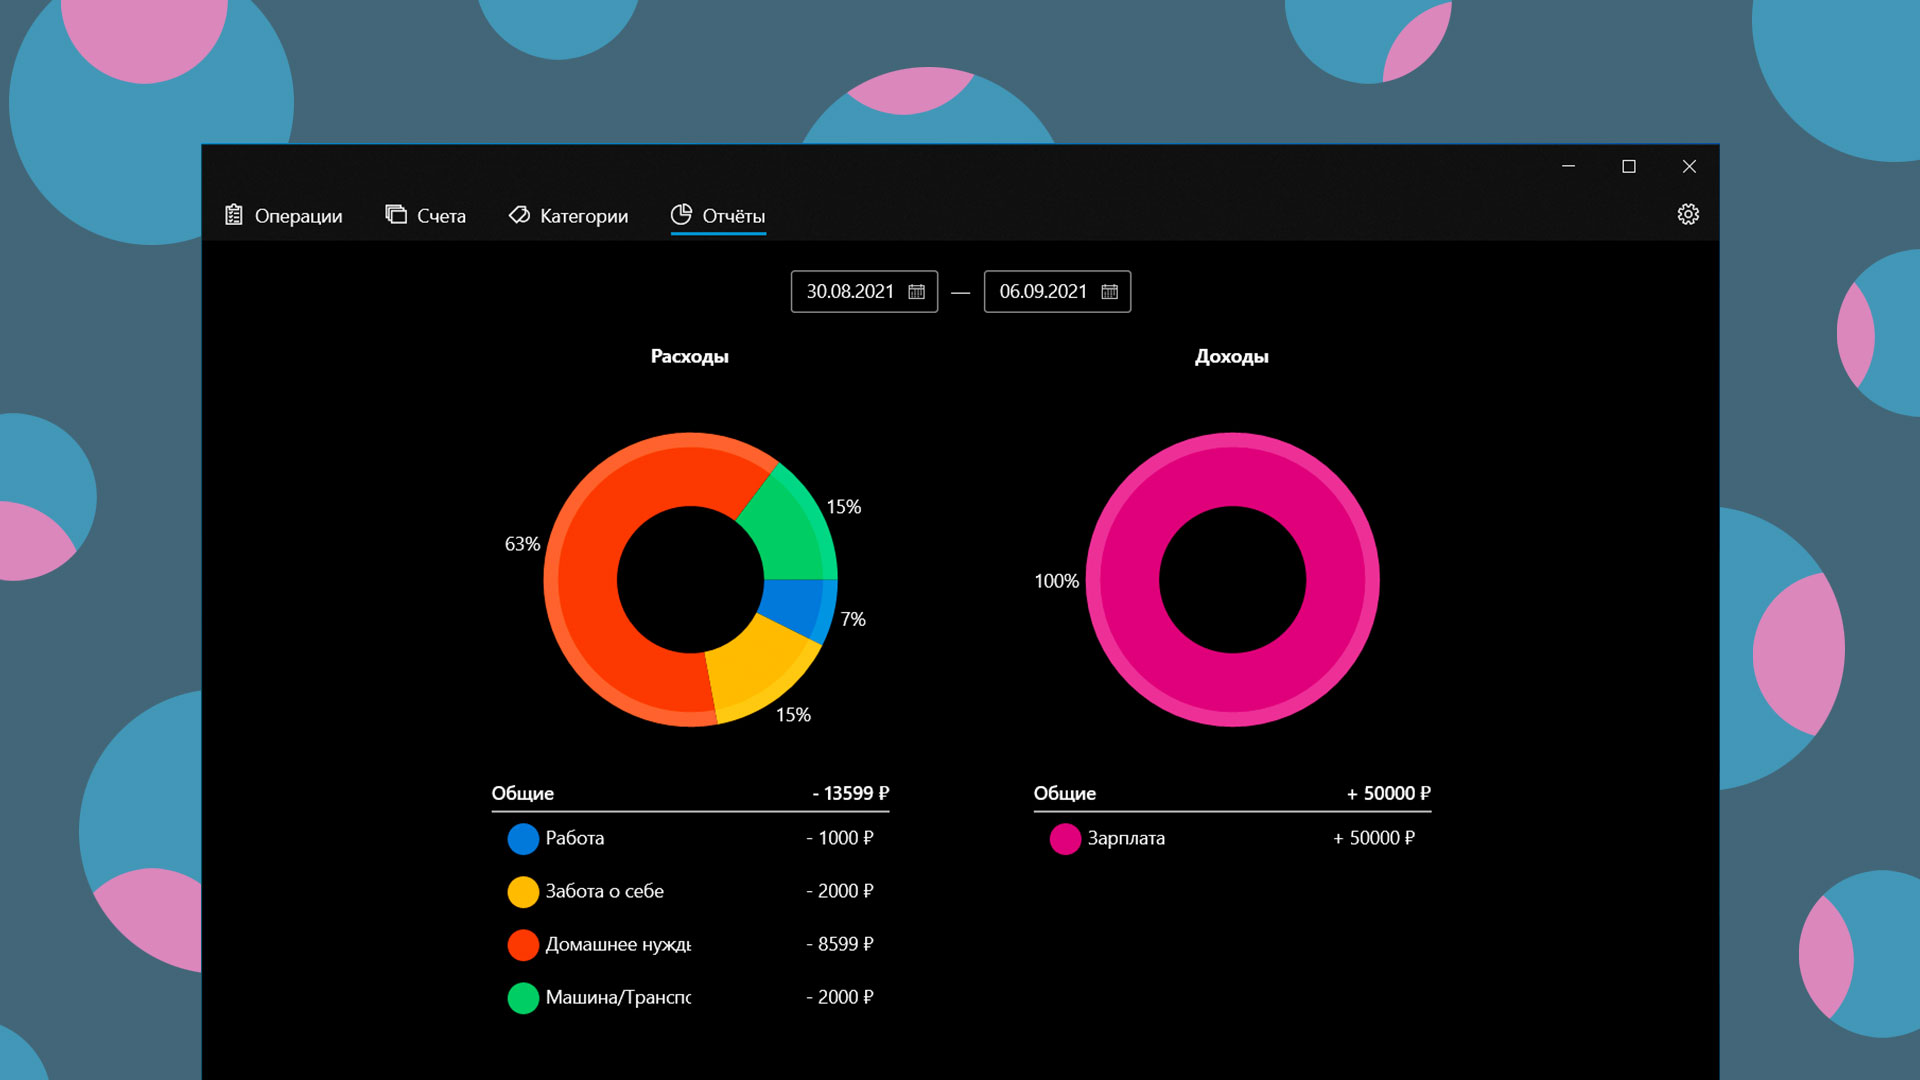 Операции Счета Категории Отчёты
30.08.2021 — 06.09.2021
Расходы
63%
15%
7%
15%
Общие - 13599 ₽
Работа - 1000 ₽
Забота о себе - 2000 ₽
Домашнее нужды - 8599 ₽
Машина/Транспо - 2000 ₽
Доходы
100%
Общие + 50000 ₽
Зарплата + 50000 ₽